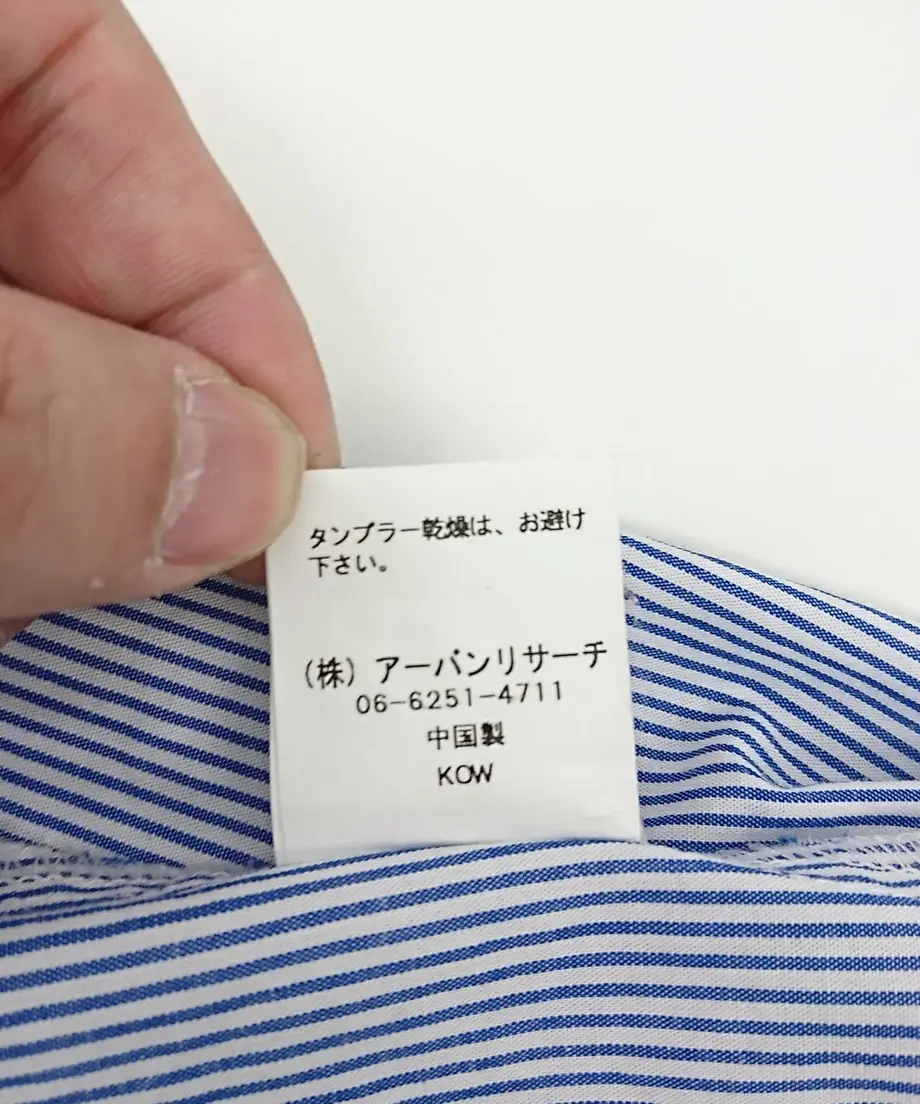 タンブラー乾燥は、お避け
下さい。
(株)アーバンリサーチ
06-6251-4711
中国製
KOW